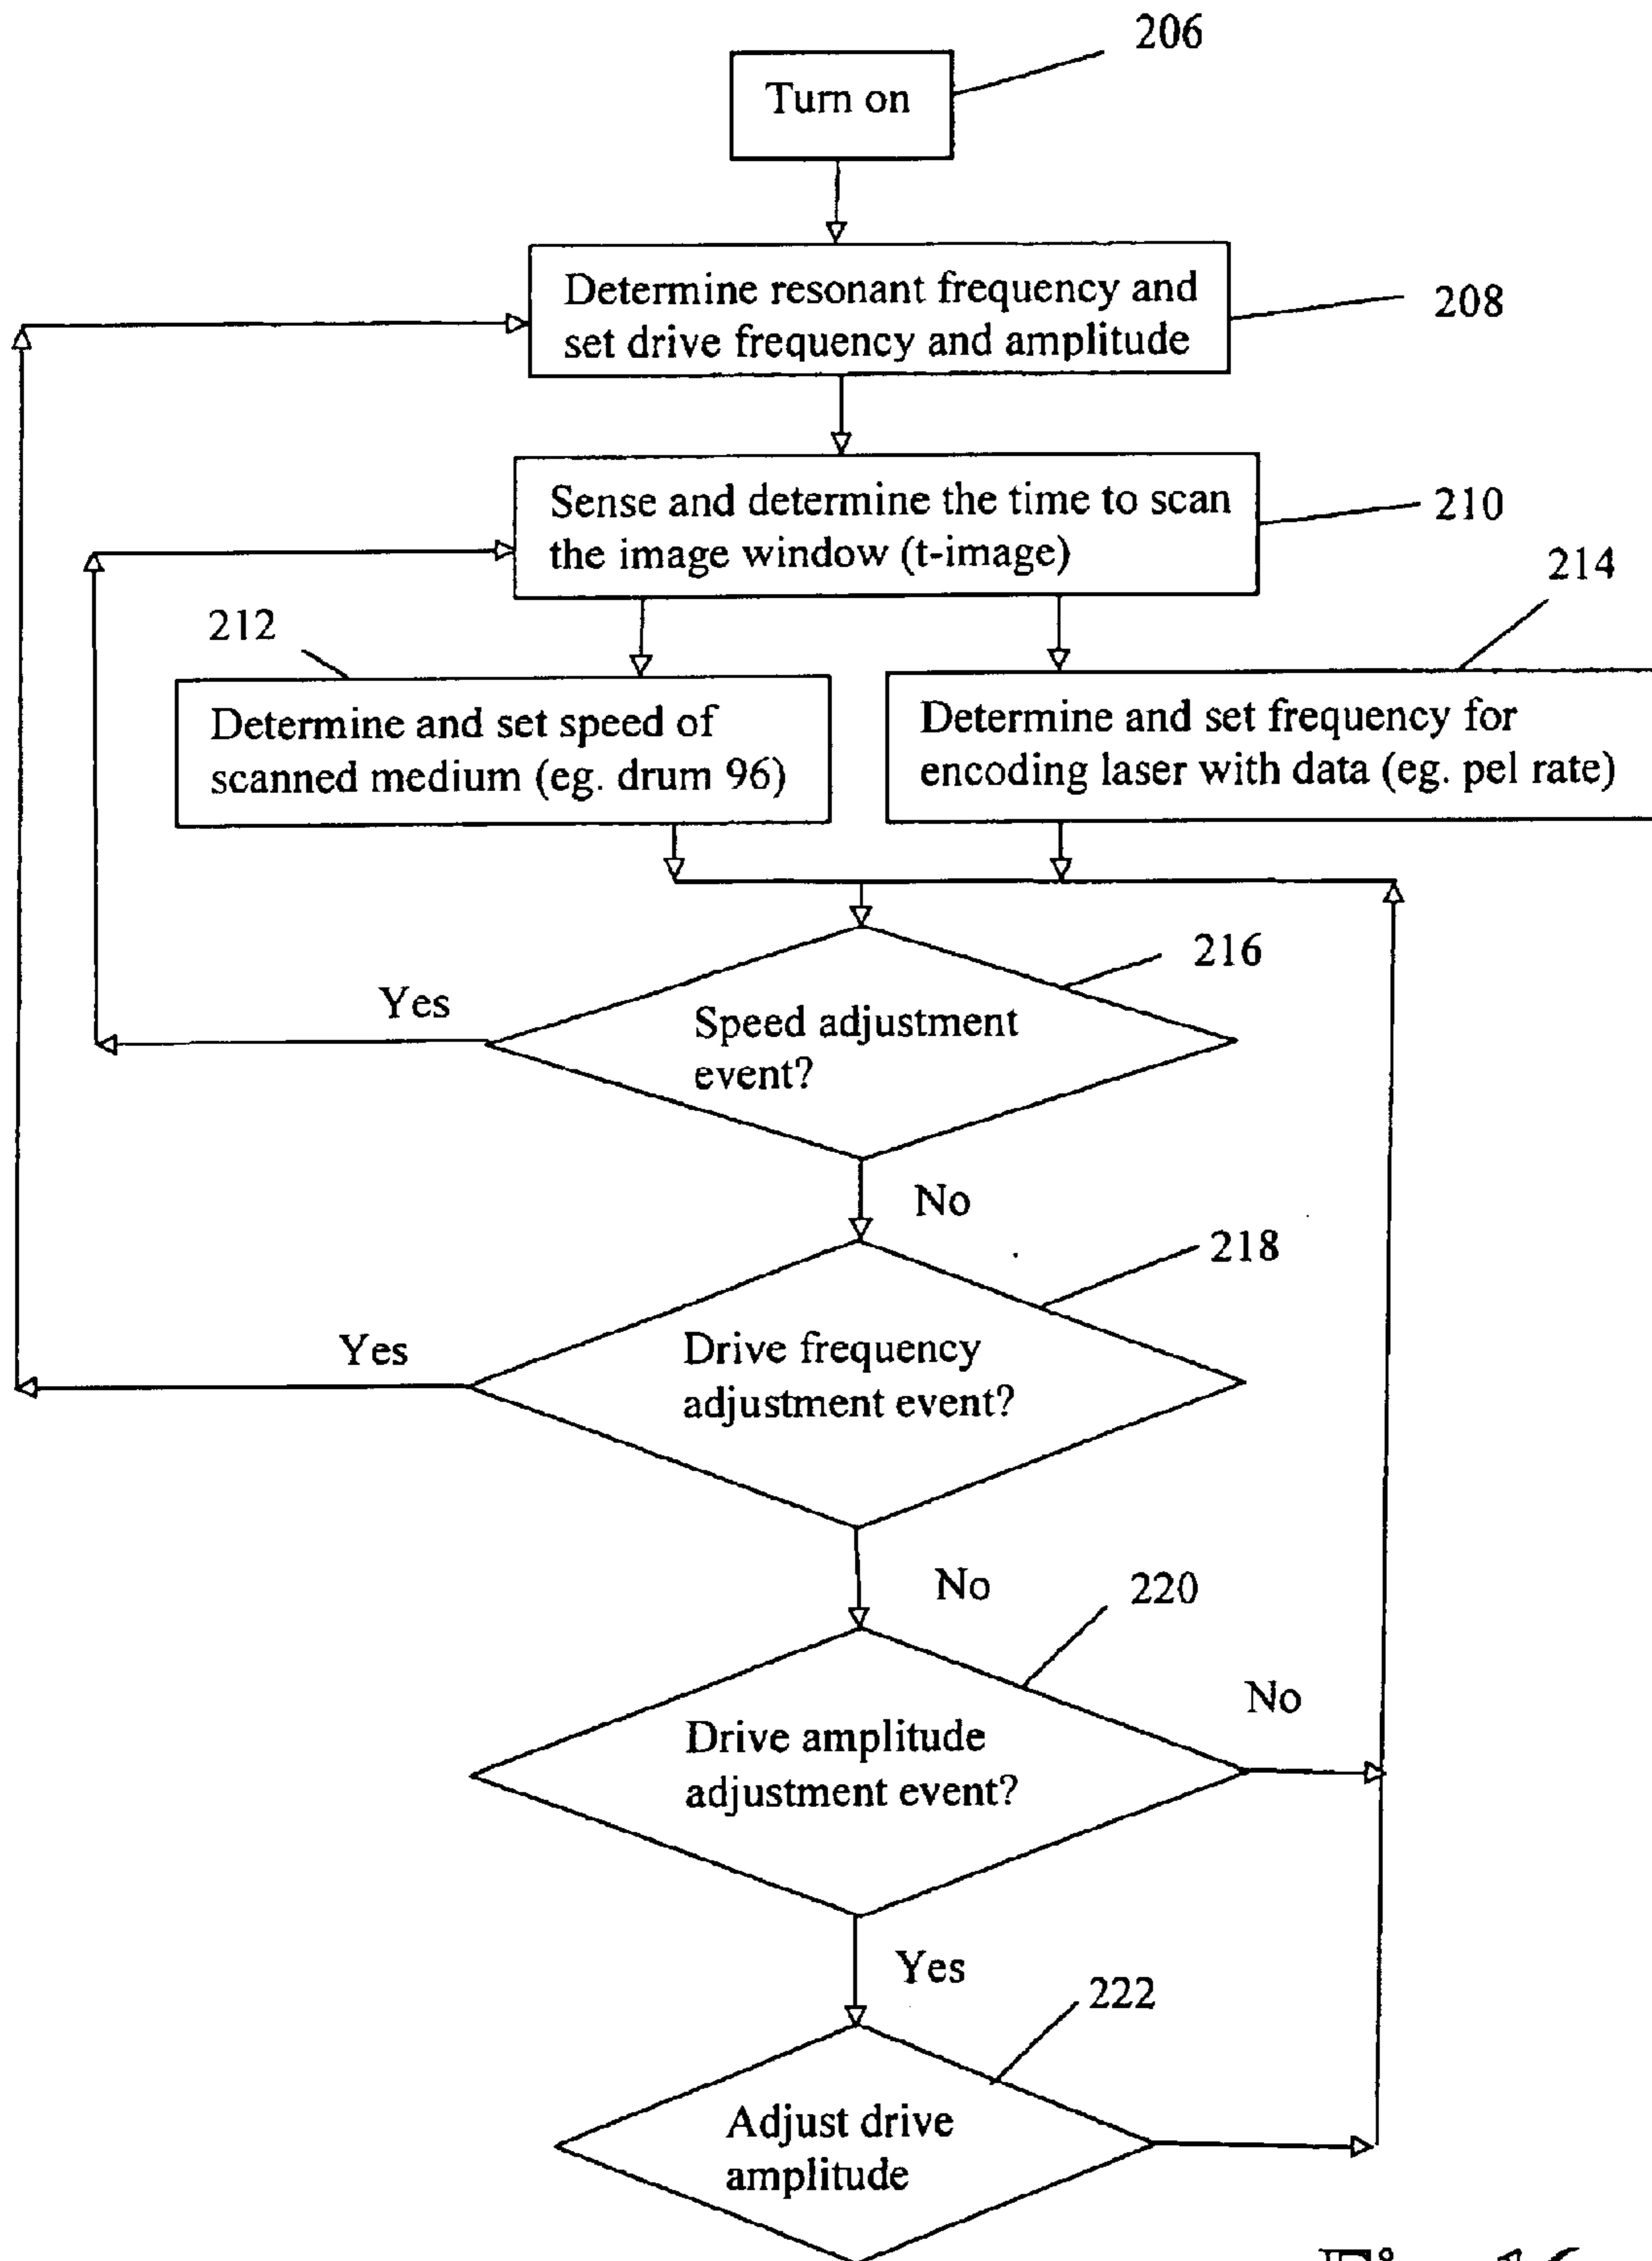 206
Turn on
Determine resonant frequency and
set drive frequency and amplitude
208
Sense and determine the time to scan
the image window (t-image)
210
212
214
Determine and set speed of
scanned medium (eg. drum 96)
Determine and set frequency for
encoding laser with data (eg. pel rate)
216
Yes
Speed adjustment
event?
No
218
Yes
Drive frequency
adjustment event?
No
220
No
Drive amplitude
adjustment event?
Yes
222
Adjust drive
amplitude